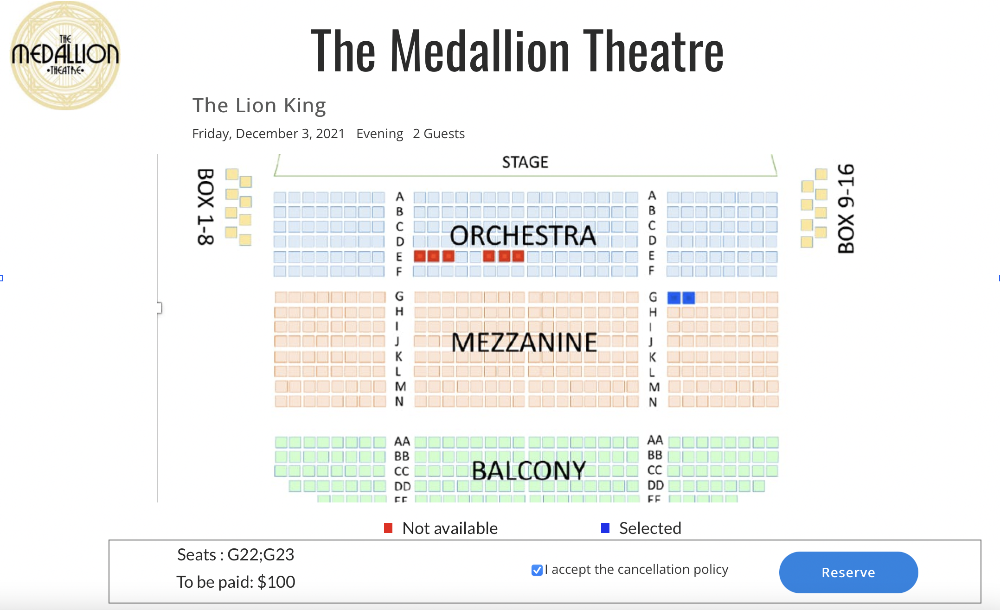 THE
MEDALLION
•THEATRE•
The Medallion Theatre
The Lion King
Friday, December 3, 2021 Evening 2 Guests
STAGE
BOX 1-8
BOX 9-16
A A
B B
C C
ORCHESTRA
D D
E E
F F
G G
H H
I I
J J
MEZZANINE
K K
L L
M M
N N
AA AA
BB BB
CC CC
BALCONY
DD DD
Not available Selected
Seats : G22;G23
To be paid: $100
I accept the cancellation policy
Reserve